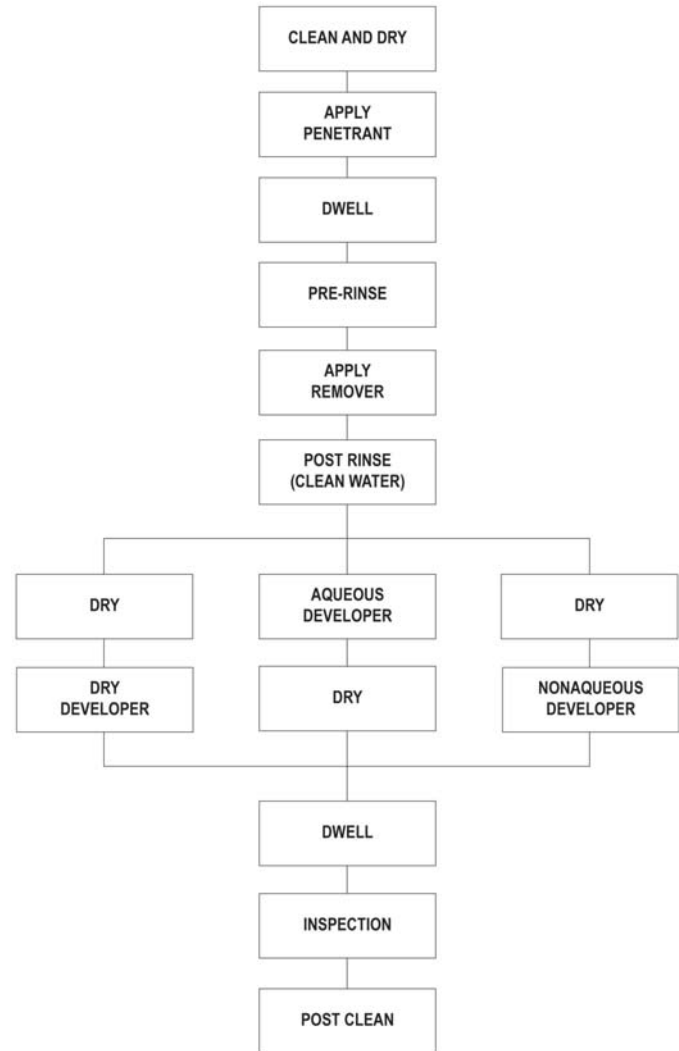 CLEAN AND DRY
APPLY
PENETRANT
DWELL
PRE-RINSE
APPLY
REMOVER
POST RINSE
(CLEAN WATER)
DRY
AQUEOUS
DEVELOPER
DRY
DRY
DEVELOPER
DRY
NONAQUEOUS
DEVELOPER
DWELL
INSPECTION
POST CLEAN